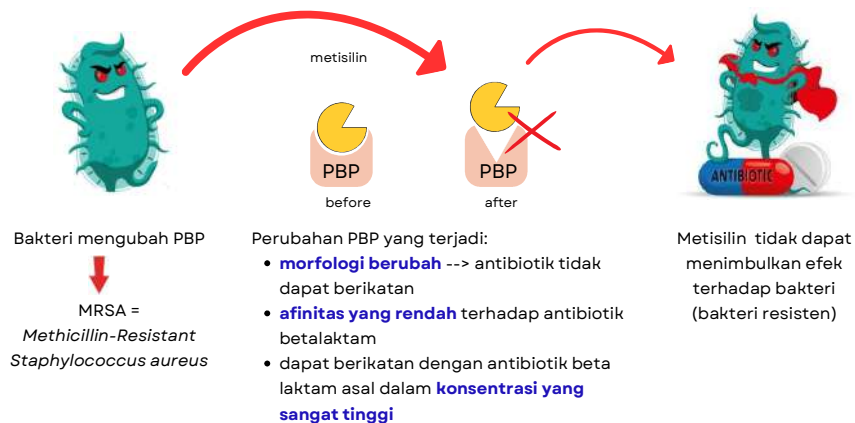 metisilin
PBP
before
PBP
after
ANTIBIOTIC
Bakteri mengubah PBP
MRSA =
Methicillin-Resistant
Staphylococcus aureus
Perubahan PBP yang terjadi:
• morfologi berubah --> antibiotik tidak
dapat berikatan
• afinitas yang rendah terhadap antibiotik
betalaktam
• dapat berikatan dengan antibiotik beta
laktam asal dalam konsentrasi yang
sangat tinggi
Metisilin tidak dapat
menimbulkan efek
terhadap bakteri
(bakteri resisten)